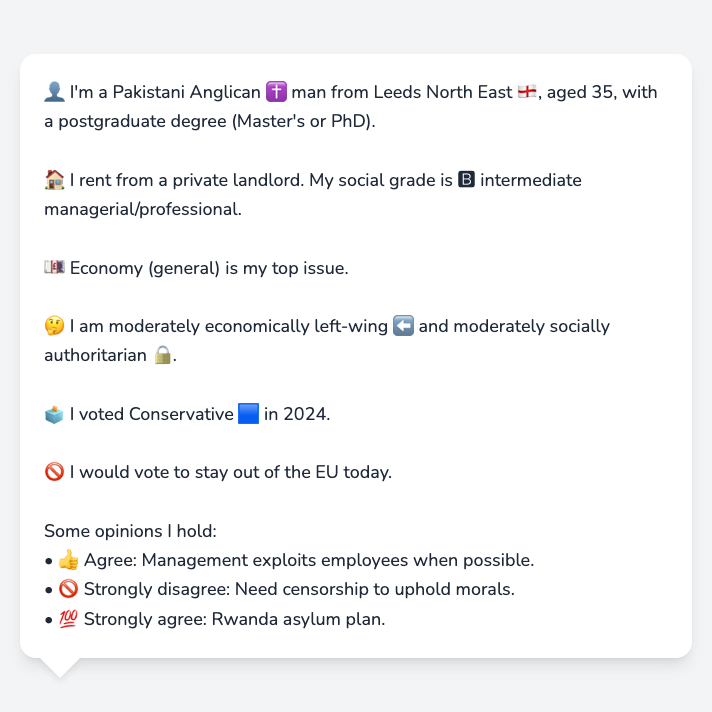 👤 I'm a Pakistani Anglican ✝️ man from Leeds North East 🏴󠁧󠁢󠁥󠁮󠁧󠁿, aged 35, with
a postgraduate degree (Master's or PhD).
🏠 I rent from a private landlord. My social grade is 🅱 intermediate
managerial/professional.
💷 Economy (general) is my top issue.
🤔 I am moderately economically left-wing ⬅️ and moderately socially
authoritarian 🔒.
🗳️ I voted Conservative 🟦 in 2024.
🚫 I would vote to stay out of the EU today.
Some opinions I hold:
• 👍 Agree: Management exploits employees when possible.
• 🚫 Strongly disagree: Need censorship to uphold morals.
• 💯 Strongly agree: Rwanda asylum plan.